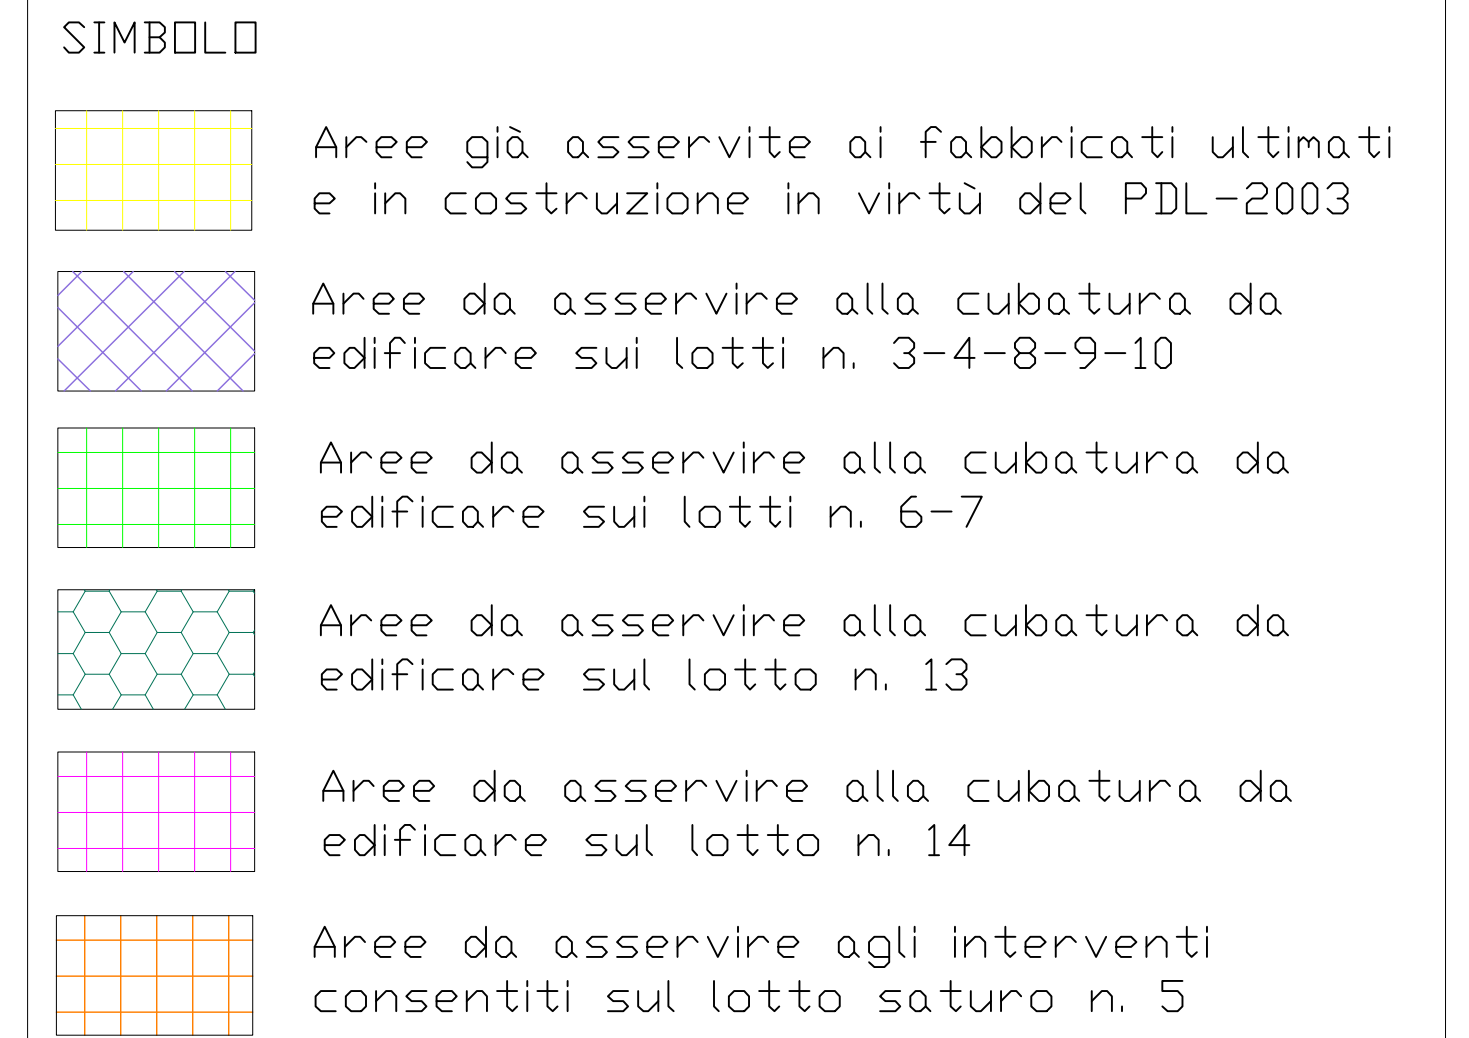 SIMBOLO
Aree già asservite ai fabbricati ultimati
e in costruzione in virtù del PDL-2003
Aree da asservire alla cubatura da
edificare sui lotti n. 3-4-8-9-10
Aree da asservire alla cubatura da
edificare sui lotti n. 6-7
Aree da asservire alla cubatura da
edificare sul lotto n. 13
Aree da asservire alla cubatura da
edificare sul lotto n. 14
Aree da asservire agli interventi
consentiti sul lotto saturo n. 5